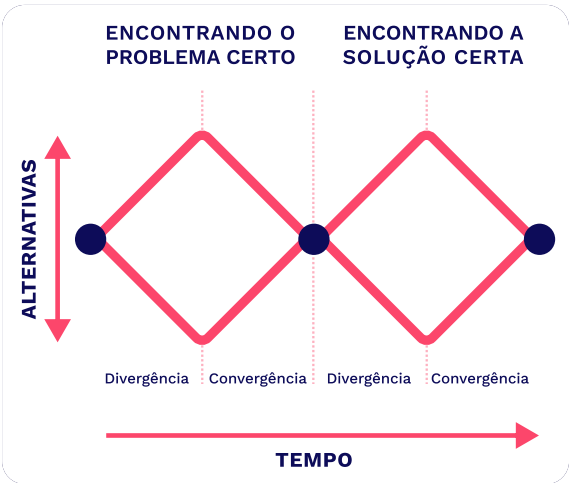 ENCONTRANDO O
PROBLEMA CERTO
ENCONTRANDO A
SOLUÇÃO CERTA
ALTERNATIVAS
Divergência
Convergência
Divergência
Convergência
TEMPO